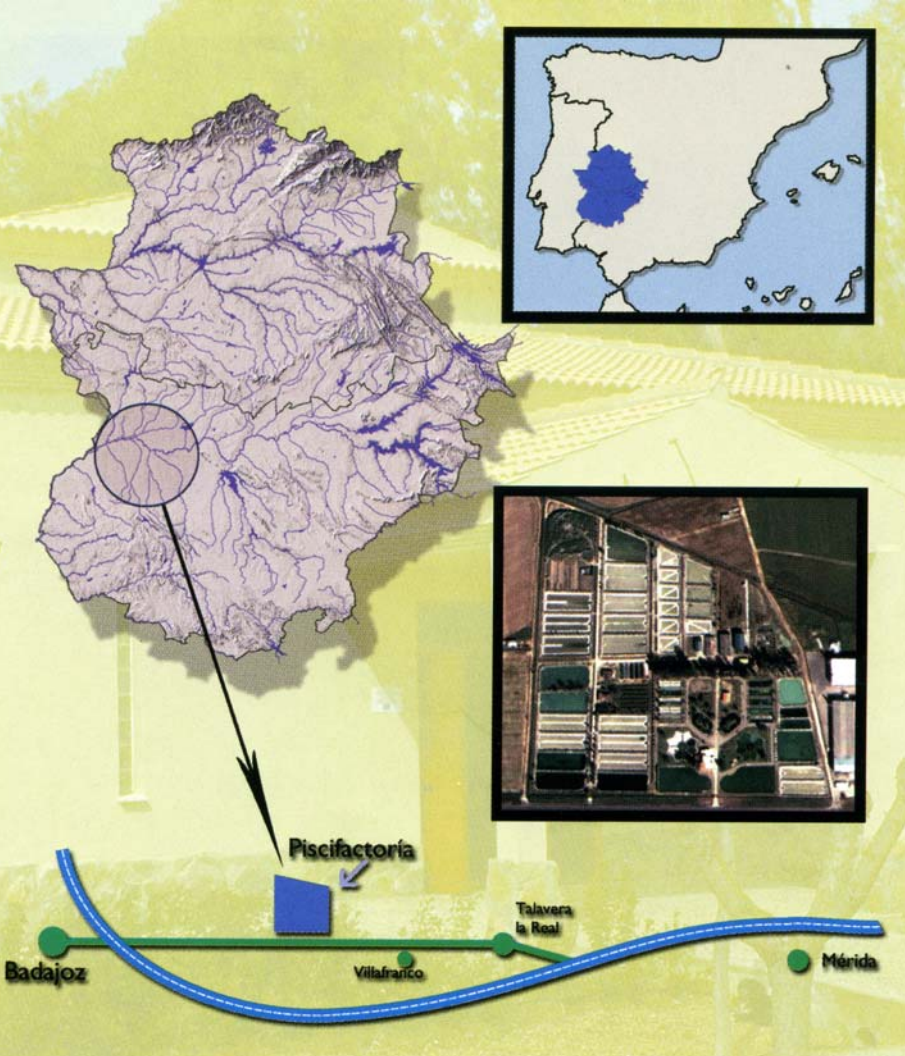 Piscifactoría
Talavera
la Real
Badajoz
Villafranco
Mérida